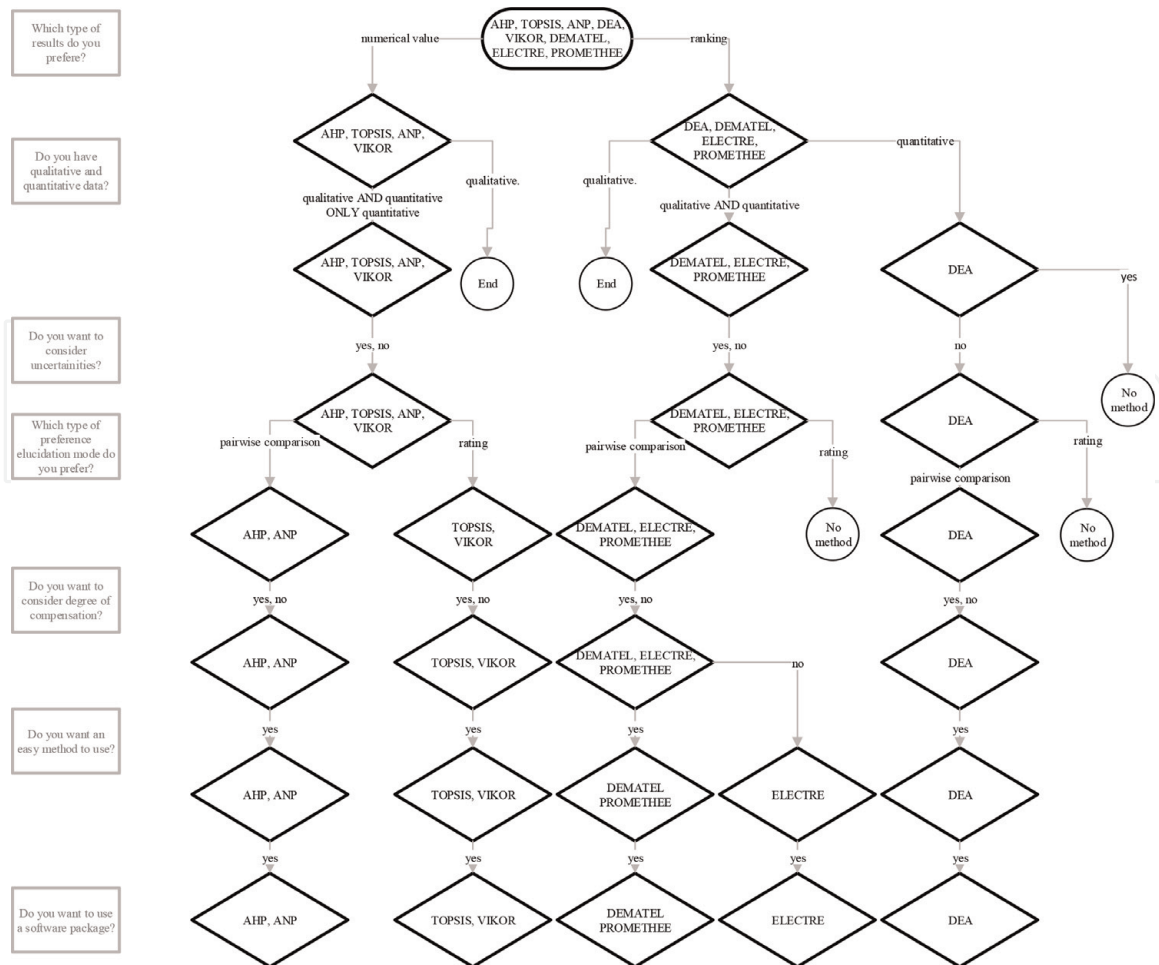 Which type of
results do you
prefere?
AHP, TOPSIS, ANP, DEA,
VIKOR, DEMATEL,
ELECTRE, PROMETHEE
numerical value
ranking
Do you have
qualitative and
quantitative data?
AHP, TOPSIS, ANP,
VIKOR
DEA, DEMATEL,
ELECTRE,
PROMETHEE
quantitative
qualitative.
qualitative.
qualitative AND quantitative
ONLY quantitative
qualitative AND quantitative
AHP, TOPSIS, ANP,
VIKOR
End
End
DEMATEL, ELECTRE,
PROMETHEE
DEA
yes
Do you want to
consider
uncertainities?
yes, no
yes, no
no
No
method
Which type of
preference
elucidation mode do
you prefer?
AHP, TOPSIS, ANP,
VIKOR
DEMATEL, ELECTRE,
PROMETHEE
DEA
pairwise comparison
rating
pairwise comparison
rating
rating
pairwise comparison
AHP, ANP
TOPSIS,
VIKOR
DEMATEL, ELECTRE,
PROMETHEE
No
method
DEA
No
method
Do you want to
consider degree of
compensation?
yes, no
yes, no
yes, no
yes, no
AHP, ANP
TOPSIS, VIKOR
DEMATEL, ELECTRE,
PROMETHEE
no
DEA
Do you want an
easy method to use?
yes
yes
yes
yes
AHP, ANP
TOPSIS, VIKOR
DEMATEL
PROMETHEE
ELECTRE
DEA
yes
yes
yes
yes
yes
Do you want to use
a software package?
AHP, ANP
TOPSIS, VIKOR
DEMATEL
PROMETHEE
ELECTRE
DEA